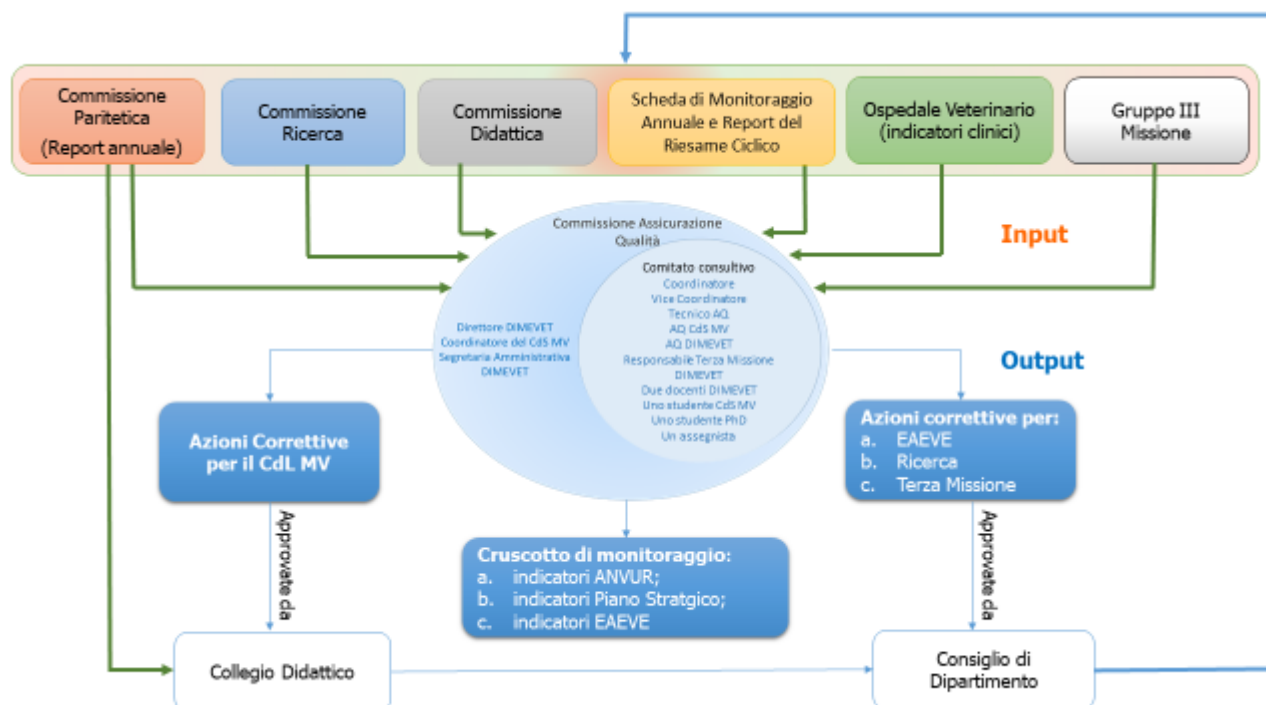 Commissione
Paritetica
(Report annuale)
Commissione
Ricerca
Commissione
Didattica
Scheda di Monitoraggio
Annuale e Report del
Riesame Ciclico
Ospedale Veterinario
(indicatori clinici)
Gruppo III
Missione
Commissione Assicurazione
Qualità
Input
Comitato consultivo
Coordinatore
Vice Coordinatore
Tecnico AQ
AQ CdS MV
AQ DIMEVET
Responsabile Terza Missione
DIMEVET
Due docenti DIMEVET
Uno studente CdS MV
Uno studente PhD
Un assegnista
Direttore DIMEVET
Coordinatore del CdS MV
Segretaria Amministrativa
DIMEVET
Output
Azioni Correttive
per il CdL MV
Azioni correttive per:
a. EAEVE
b. Ricerca
c. Terza Missione
Approvate da
Cruscotto di monitoraggio:
a. indicatori ANVUR;
b. indicatori Piano Stratgico;
c. indicatori EAEVE
Approvate da
Collegio Didattico
Consiglio di
Dipartimento